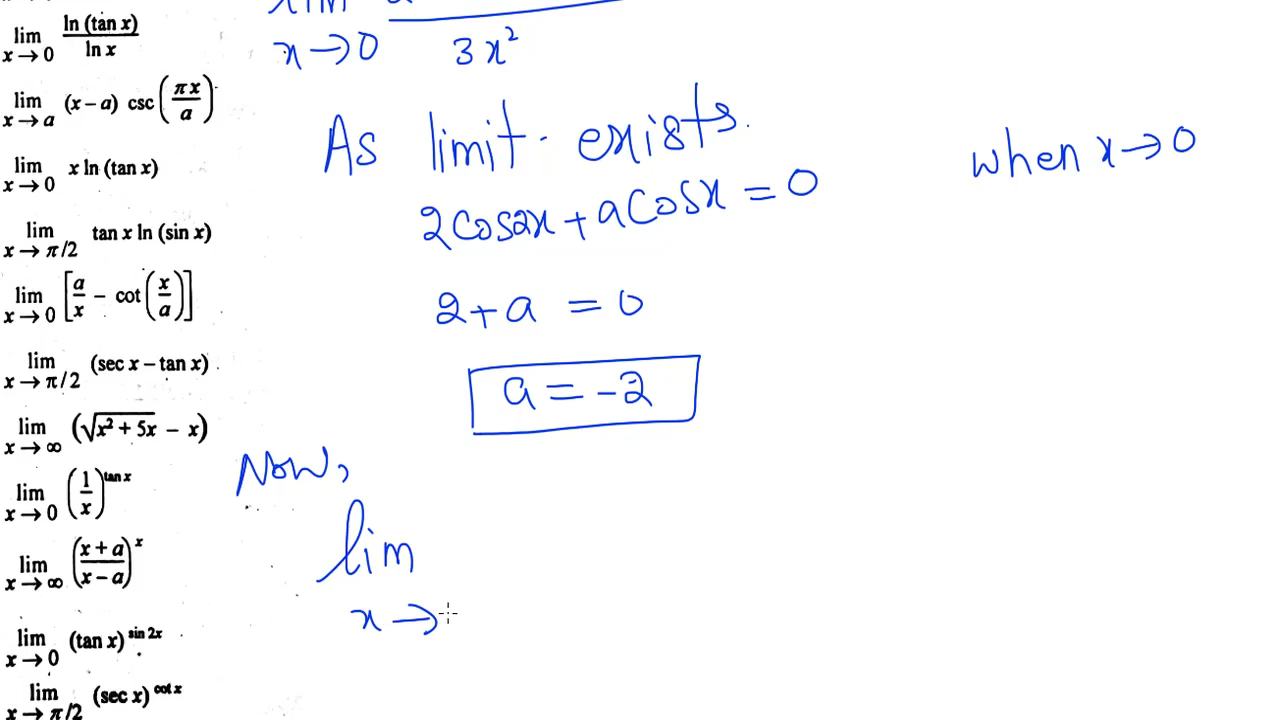 lim x→0 ln (tan x) / ln x
lim x→a (x – a) csc (πx / a)
lim x→0 x ln (tan x)
lim x→π/2 tan x ln (sin x)
lim x→0 [a/x – cot (x/a)]
lim x→π/2 (sec x – tan x)
lim x→∞ (√x² + 5x – x)
lim x→0 (1/x)^tan x
lim x→∞ (x + a / x – a)^x
lim x→0 (tan x)^sin 2x
lim x→π/2 (sec x)^cot x
x→0 3x²
As limit exists.
when x→0
2Cos2x + aCosx = 0
2+a = 0
a = -2
Now,
lim
x→